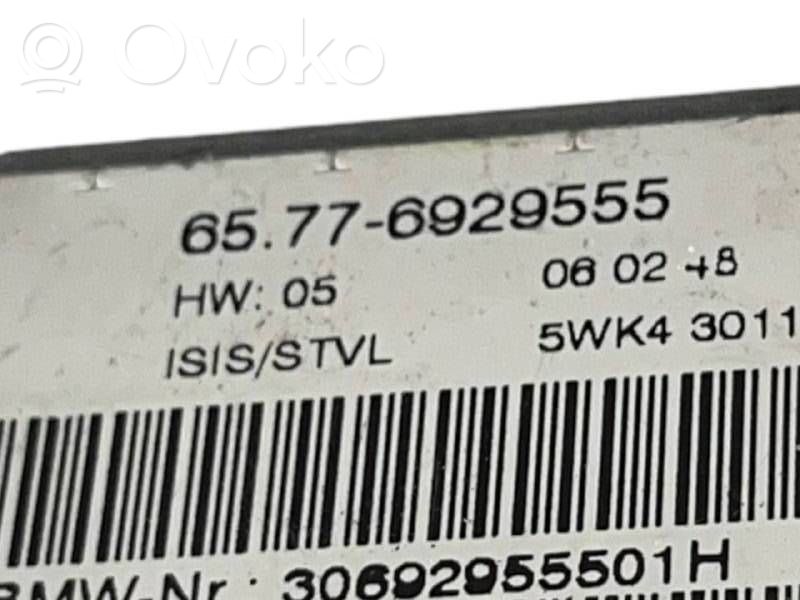 Ovoko
65.77-6929555
HW: 05 06 02 48
ISIS/STVL 5WK4 3011
BMW-Nr : 30692955501H